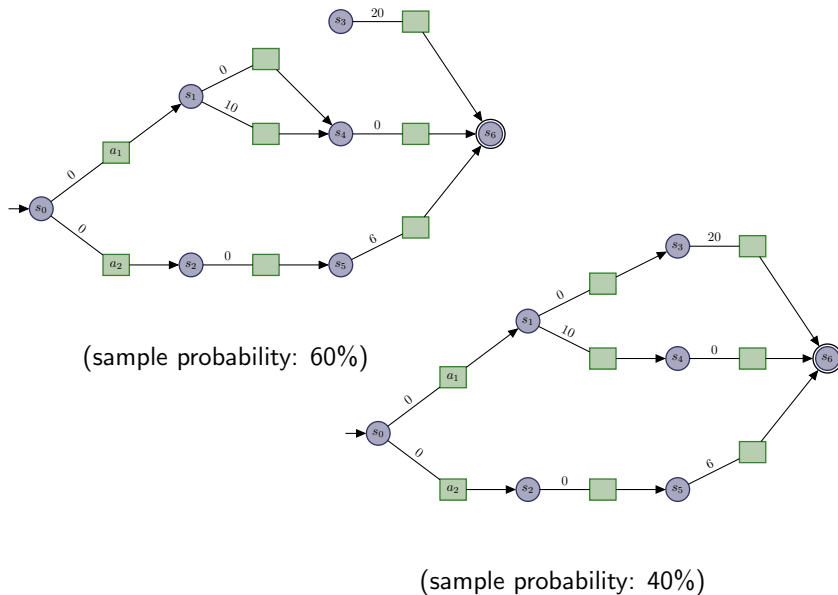 s3 20
0
s1
10
s4 0
s6
a1
0
s0
0
a2 s2 0 s5 6
(sample probability: 60%)
s3 20
0
s1
10
s4 0
s6
a1
0
s0
0
a2 s2 0 s5 6
(sample probability: 40%)